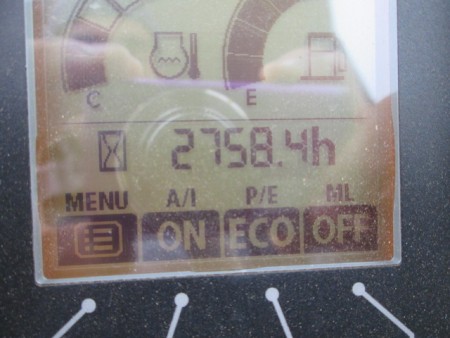 C E
2758.4h
MENU A/I P/E ML
ON ECO OFF